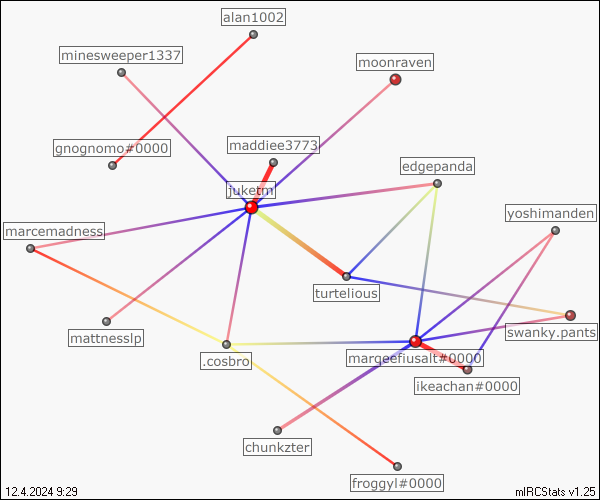 alan1002
minesweeper1337
moonraven
gnognomo#0000
maddiee3773
edgepanda
juketm
yoshimanden
marcemadness
turtelious
mattnesslp
swanky.pants
.cosbro
marqeefiusalt#0000
ikeachan#0000
chunkzter
froggyl#0000
12.4.2024 9:29
mIRCStats v1.25